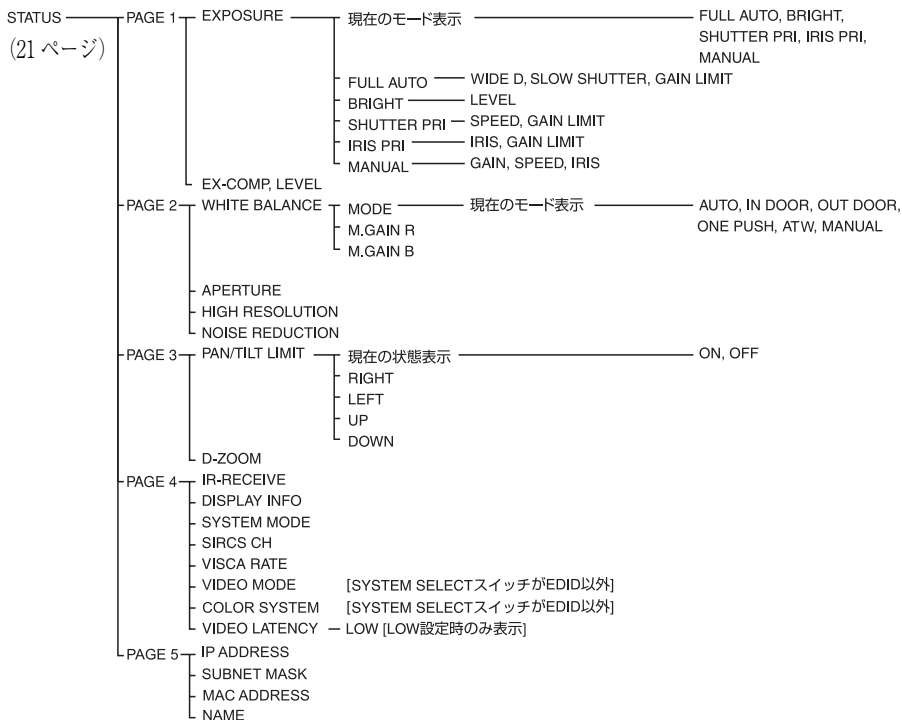 STATUS PAGE 1 EXPOSURE 現在のモード表示 FULL AUTO, BRIGHT,
(21 ページ) SHUTTER PRI, IRIS PRI,
MANUAL
FULL AUTO WIDE D, SLOW SHUTTER, GAIN LIMIT
BRIGHT LEVEL
SHUTTER PRI SPEED, GAIN LIMIT
IRIS PRI IRIS, GAIN LIMIT
MANUAL GAIN, SPEED, IRIS
EX-COMP, LEVEL
PAGE 2 WHITE BALANCE MODE 現在のモード表示 AUTO, IN DOOR, OUT DOOR,
M.GAIN R ONE PUSH, ATW, MANUAL
M.GAIN B
APERTURE
HIGH RESOLUTION
NOISE REDUCTION
PAGE 3 PAN/TILT LIMIT 現在の状態表示 ON, OFF
RIGHT
LEFT
UP
DOWN
D-ZOOM
PAGE 4 IR-RECEIVE
DISPLAY INFO
SYSTEM MODE
SIRCS CH
VISCA RATE
VIDEO MODE [SYSTEM SELECTスイッチがEDID以外]
COLOR SYSTEM [SYSTEM SELECTスイッチがEDID以外]
VIDEO LATENCY LOW [LOW設定時のみ表示]
PAGE 5 IP ADDRESS
SUBNET MASK
MAC ADDRESS
NAME